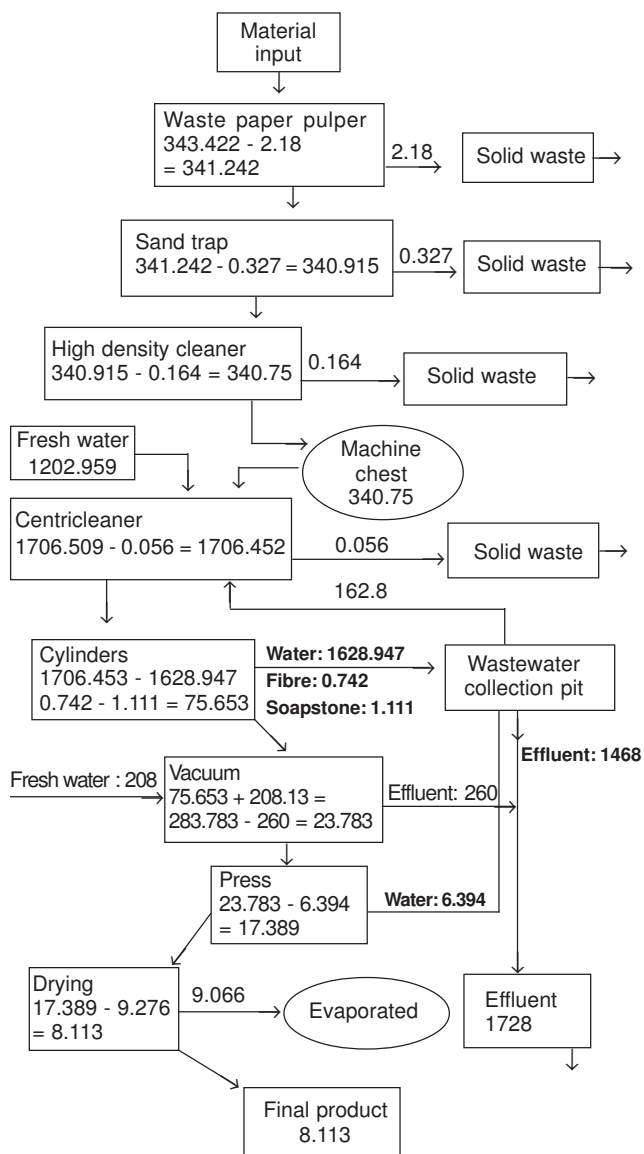 Material
input
Waste paper pulper
343.422 - 2.18
= 341.242
2.18
Solid waste
Sand trap
341.242 - 0.327 = 340.915
0.327
Solid waste
High density cleaner
340.915 - 0.164 = 340.75
0.164
Solid waste
Fresh water
1202.959
Machine
chest
340.75
Centricleaner
1706.509 - 0.056 = 1706.452
0.056
Solid waste
162.8
Cylinders
1706.453 - 1628.947
0.742 - 1.111 = 75.653
Water: 1628.947
Fibre: 0.742
Soapstone: 1.111
Wastewater
collection pit
Effluent: 1468
Fresh water : 208
Vacuum
75.653 + 208.13 =
283.783 - 260 = 23.783
Effluent: 260
Press
23.783 - 6.394
= 17.389
Water: 6.394
Drying
17.389 - 9.276
= 8.113
9.066
Evaporated
Effluent
1728
Final product
8.113